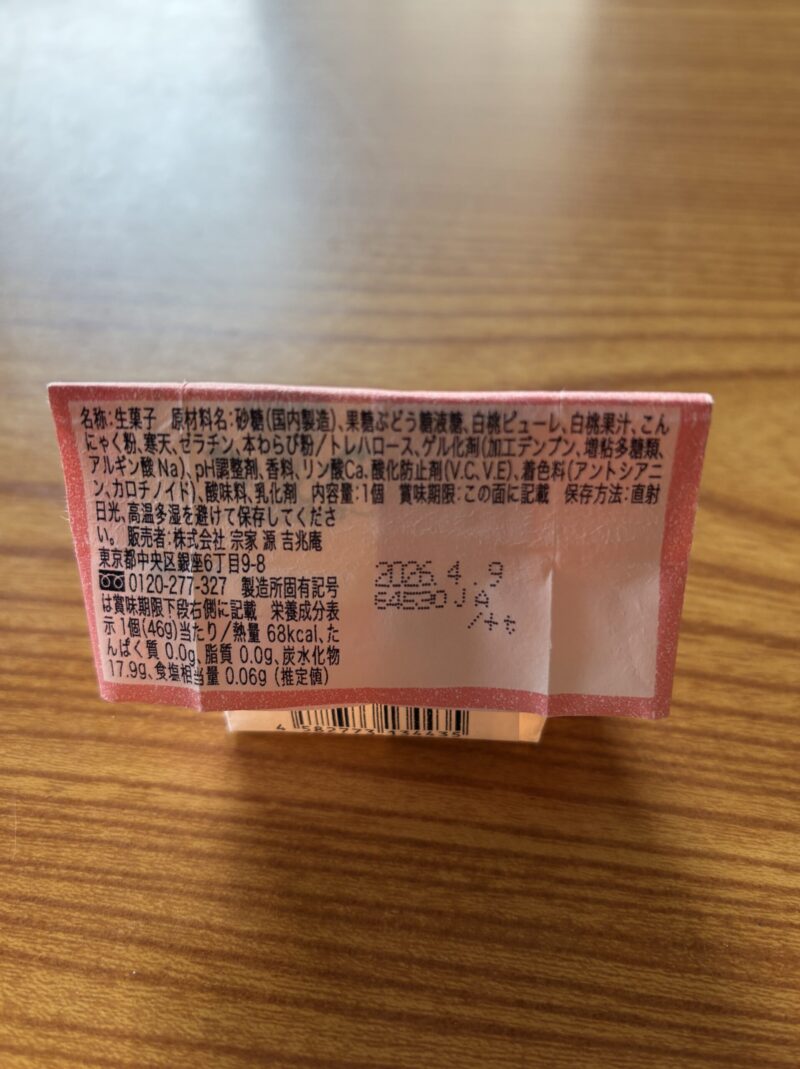 名称:生菓子 原材料名:砂糖(国内製造)、果糖ぶどう糖液糖、白桃ピューレ、白桃果汁、こん
にゃく粉、寒天、ゼラチン、本わらび粉/トレハロース、ゲル化剤(加工デンプン、増粘多糖類、
アルギン酸Na)、pH調整剤、香料、リン酸Ca、酸化防止剤(V.C、V.E)、着色料(アントシアニ
ン、カロチノイド)、酸味料、乳化剤 内容量:1個 賞味期限:この面に記載 保存方法:直射
日光、高温多湿を避けて保存してくださ
い。 販売者:株式会社 宗家 源 吉兆庵
東京都中央区銀座6丁目9-8
0120-277-327 製造所固有記号
は賞味期限下段右側に記載 栄養成分表
示1個(46g)当たり/熱量 68kcal、た
んぱく質 0.0g、脂質 0.0g、炭水化物
17.9g、食塩相当量 0.06g (推定値)
2026.4.9
64530JA
4 582773 134435